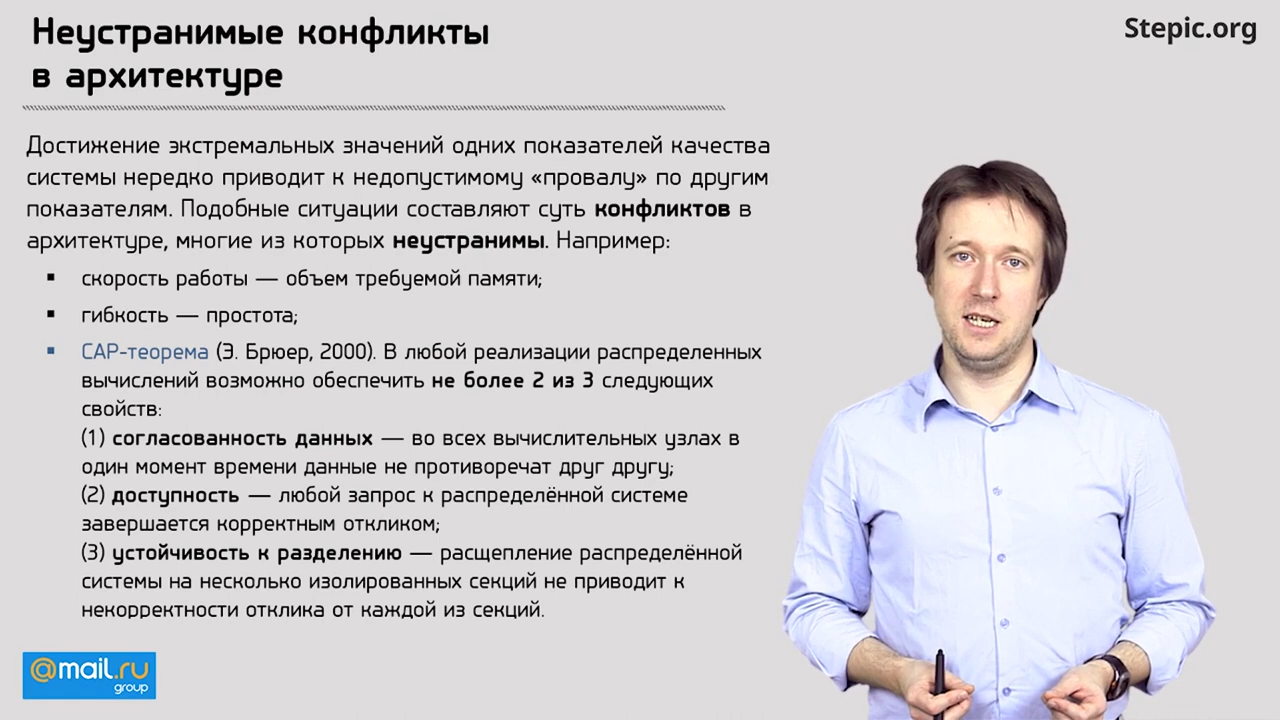 Неустранимые конфликты
в архитектуре
Stepic.org
Достижение экстремальных значений одних показателей качества
системы нередко приводит к недопустимому «провалу» по другим
показателям. Подобные ситуации составляют суть конфликтов в
архитектуре, многие из которых неустранимы. Например:
▪ скорость работы — объем требуемой памяти;
▪ гибкость — простота;
▪ CAP-теорема (Э. Брюер, 2000). В любой реализации распределенных
вычислений возможно обеспечить не более 2 из 3 следующих
свойств:
(1) согласованность данных — во всех вычислительных узлах в
один момент времени данные не противоречат друг другу;
(2) доступность — любой запрос к распределённой системе
завершается корректным откликом;
(3) устойчивость к разделению — расщепление распределённой
системы на несколько изолированных секций не приводит к
некорректности отклика от каждой из секций.
@mail.ru
group